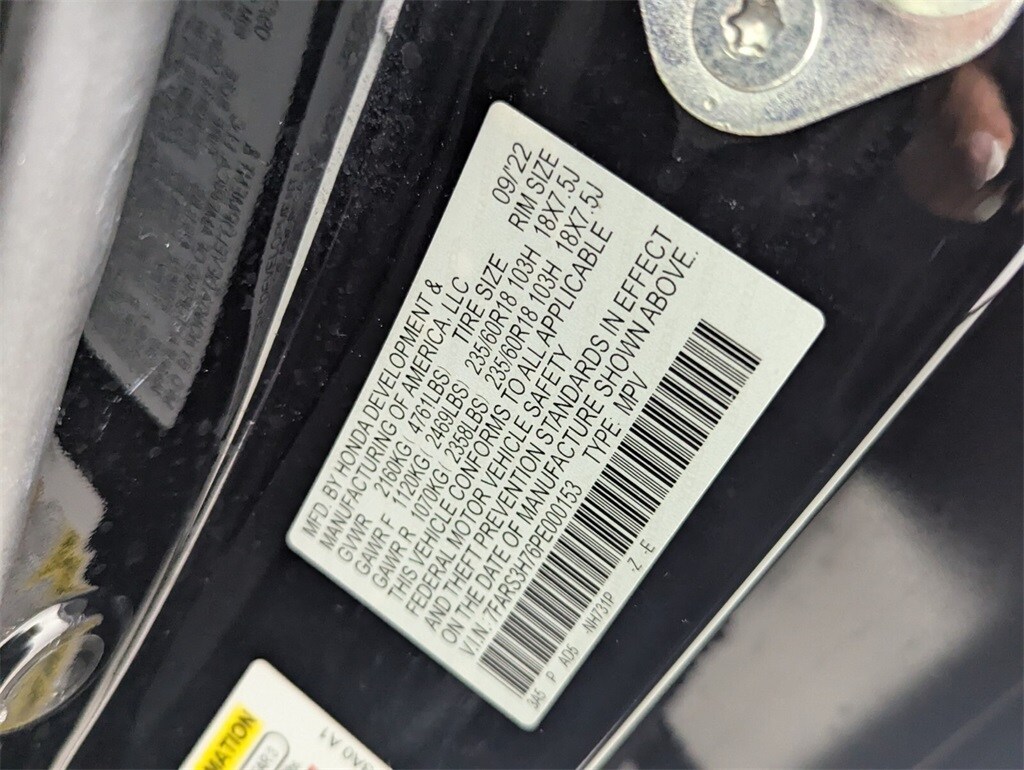 MFD. BY HONDA DEVELOPMENT & 09/'22
MANUFACTURING OF AMERICA, LLC
GVWR 2160KG 4761LBS TIRE SIZE RIM SIZE
GAWR F 1120KG 2469LBS 235/60R18 103H 18X7.5J
GAWR R 1070KG 2358LBS 235/60R18 103H 18X7.5J
THIS VEHICLE CONFORMS TO ALL APPLICABLE
FEDERAL MOTOR VEHICLE SAFETY
AND THEFT PREVENTION STANDARDS IN EFFECT
ON THE DATE OF MANUFACTURE SHOWN ABOVE.
V.I.N: 7FARS3H76PE000153 TYPE: MPV
3A5 P AD5 -NH731P Z -E
MATION